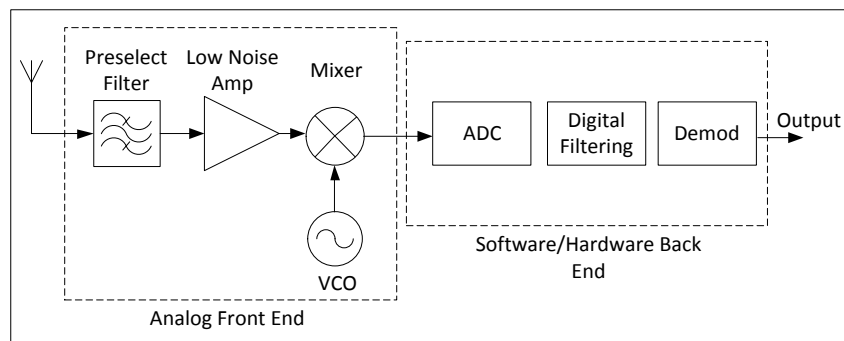 Preselect
Filter
Low Noise
Amp
Mixer
VCO
Analog Front End
ADC
Digital
Filtering
Demod
Output
Software/Hardware Back
End